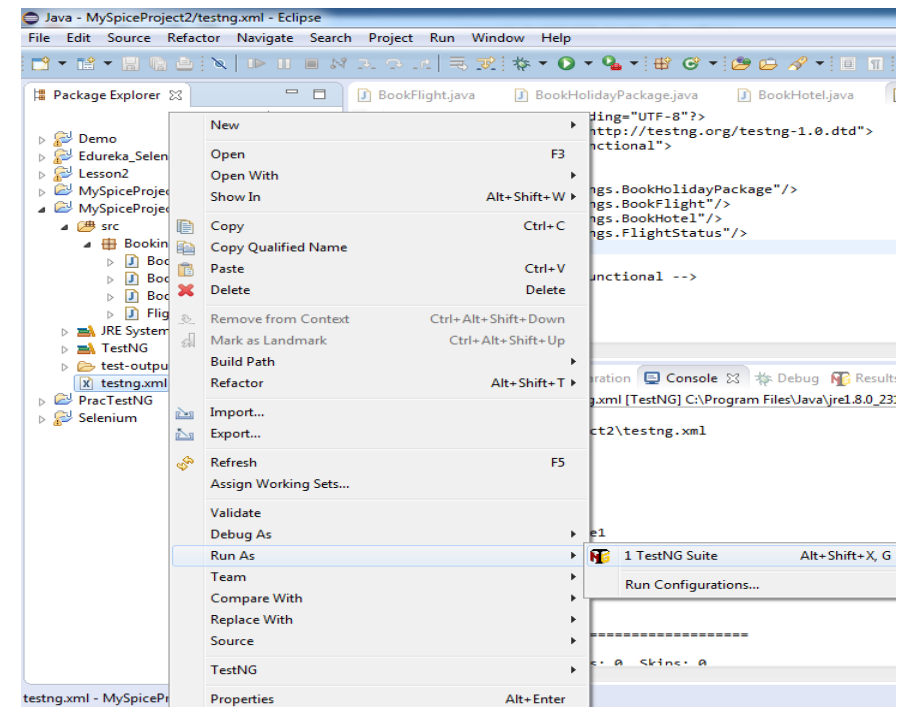 Java - MySpiceProject2/testng.xml - Eclipse
File Edit Source Refactor Navigate Search Project Run Window Help
Package Explorer
BookFlight.java BookHolidayPackage.java BookHotel.java
Demo
Edureka_Selen
Lesson2
MySpiceProjec
MySpiceProjec
src
Bookin
Boo
Boo
Boo
Flig
JRE System
TestNG
test-outpu
testng.xml
PracTestNG
Selenium
New
Open F3
Open With
Show In Alt+Shift+W
Copy Ctrl+C
Copy Qualified Name
Paste Ctrl+V
Delete Delete
Remove from Context Ctrl+Alt+Shift+Down
Mark as Landmark Ctrl+Alt+Shift+Up
Build Path
Refactor Alt+Shift+T
Import...
Export...
Refresh F5
Assign Working Sets...
Validate
Debug As
Run As
Team
Compare With
Replace With
Source
TestNG
Properties Alt+Enter
ding="UTF-8"?>
http://testng.org/testng-1.0.dtd">
nctional">
ngs.BookHolidayPackage"/>
ngs.BookFlight"/>
ngs.BookHotel"/>
ngs.FlightStatus"/>
unctional -->
aration Console Debug Results
g.xml [TestNG] C:\Program Files\Java\jre1.8.0_23
ct2\testng.xml
e1
1 TestNG Suite Alt+Shift+X, G
Run Configurations...
====================
s: 0, Skips: 0
testng.xml - MySpicePr